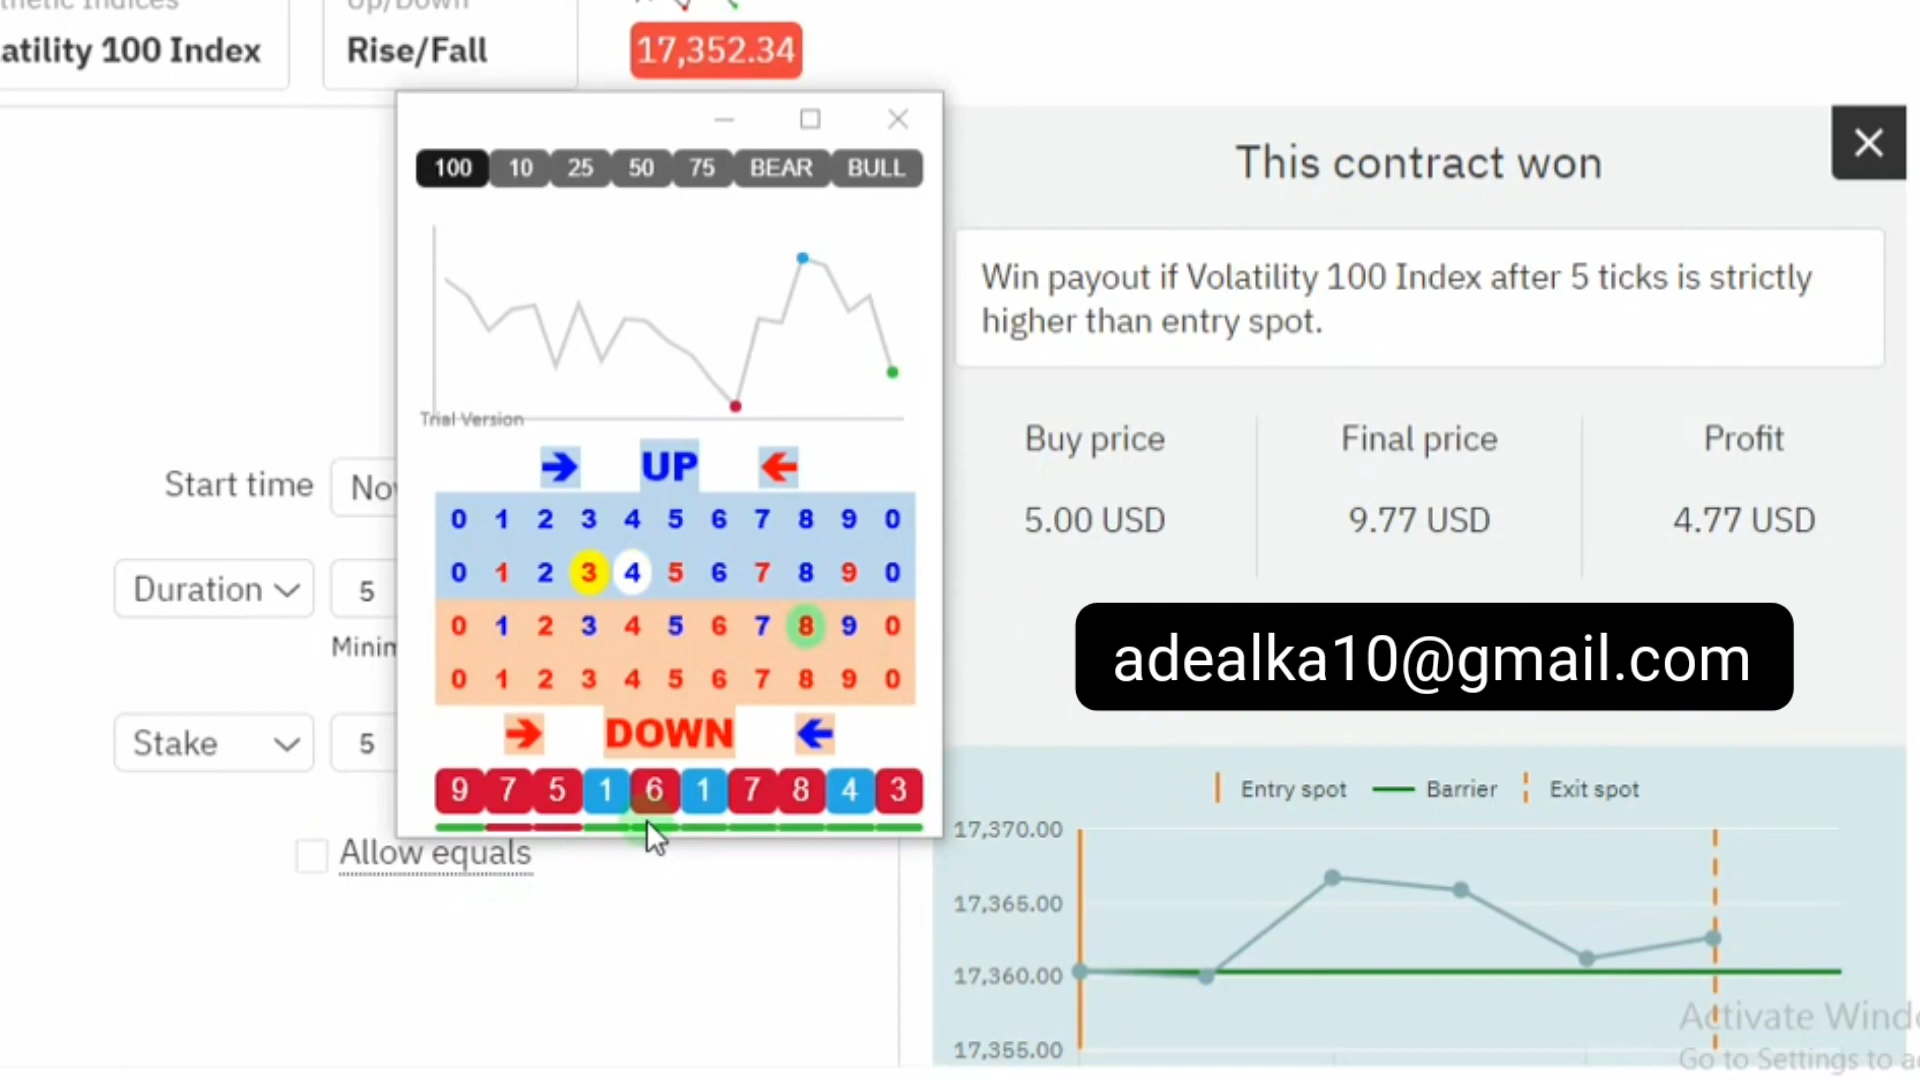 atility 100 Index
Rise/Fall
17,352.34
100 10 25 50 75 BEAR BULL
Trial Version
➔ UP ←
0 1 2 3 4 5 6 7 8 9 0
0 1 2 3 4 5 6 7 8 9 0
0 1 2 3 4 5 6 7 8 9 0
0 1 2 3 4 5 6 7 8 9 0
➔ DOWN ←
9 7 5 1 6 1 7 8 4 3
Start time
No
Duration
5
Minim
Stake
5
Allow equals
This contract won
Win payout if Volatility 100 Index after 5 ticks is strictly
higher than entry spot.
Buy price Final price Profit
5.00 USD 9.77 USD 4.77 USD
adealka10@gmail.com
Entry spot Barrier Exit spot
17,370.00
17,365.00
17,360.00
17,355.00
Activate Windo
Go to Settings to a